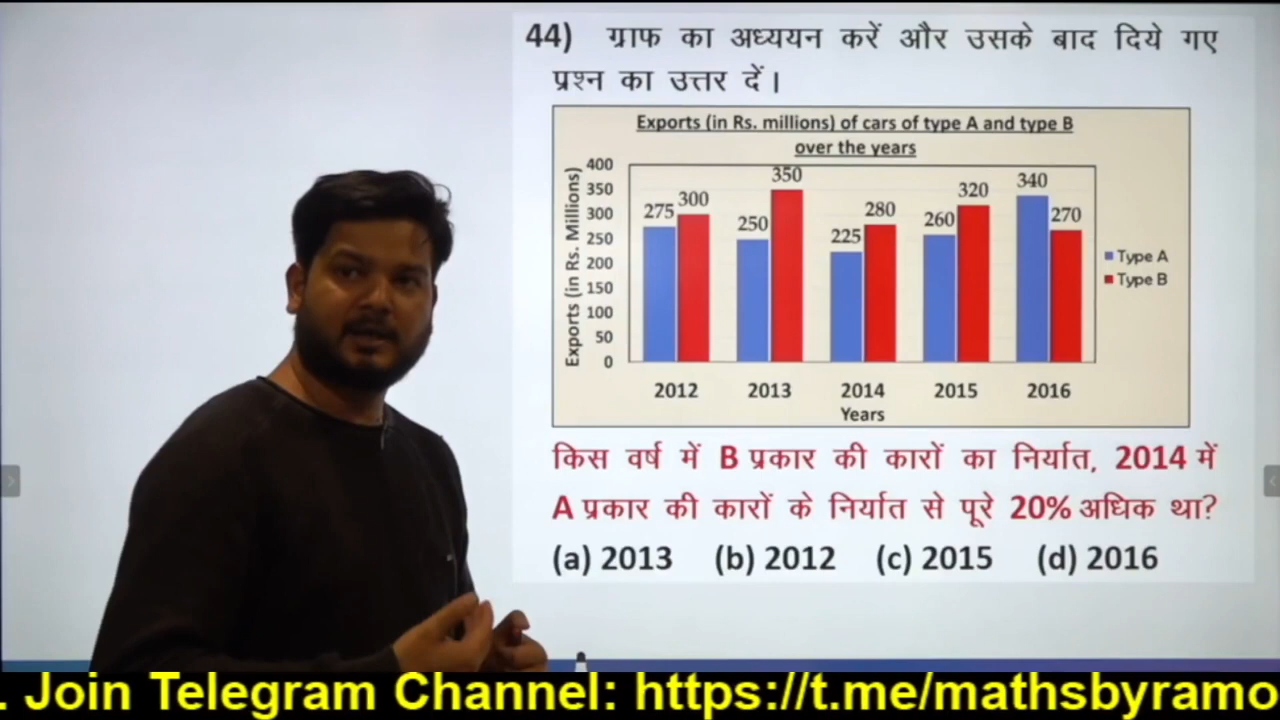 44) ग्राफ का अध्ययन करें और उसके बाद दिये गए
प्रश्न का उत्तर दें।
Exports (in Rs. millions) of cars of type A and type B
over the years
Exports (in Rs. Millions)
400
350
300
250
200
150
100
50
0
275 300
250 350
225 280
260 320
340 270
2012 2013 2014 2015 2016
Years
Type A
Type B
किस वर्ष में B प्रकार की कारों का निर्यात, 2014 में
A प्रकार की कारों के निर्यात से पूरे 20% अधिक था?
(a) 2013 (b) 2012 (c) 2015 (d) 2016
. Join Telegram Channel: https://t.me/mathsbyramo